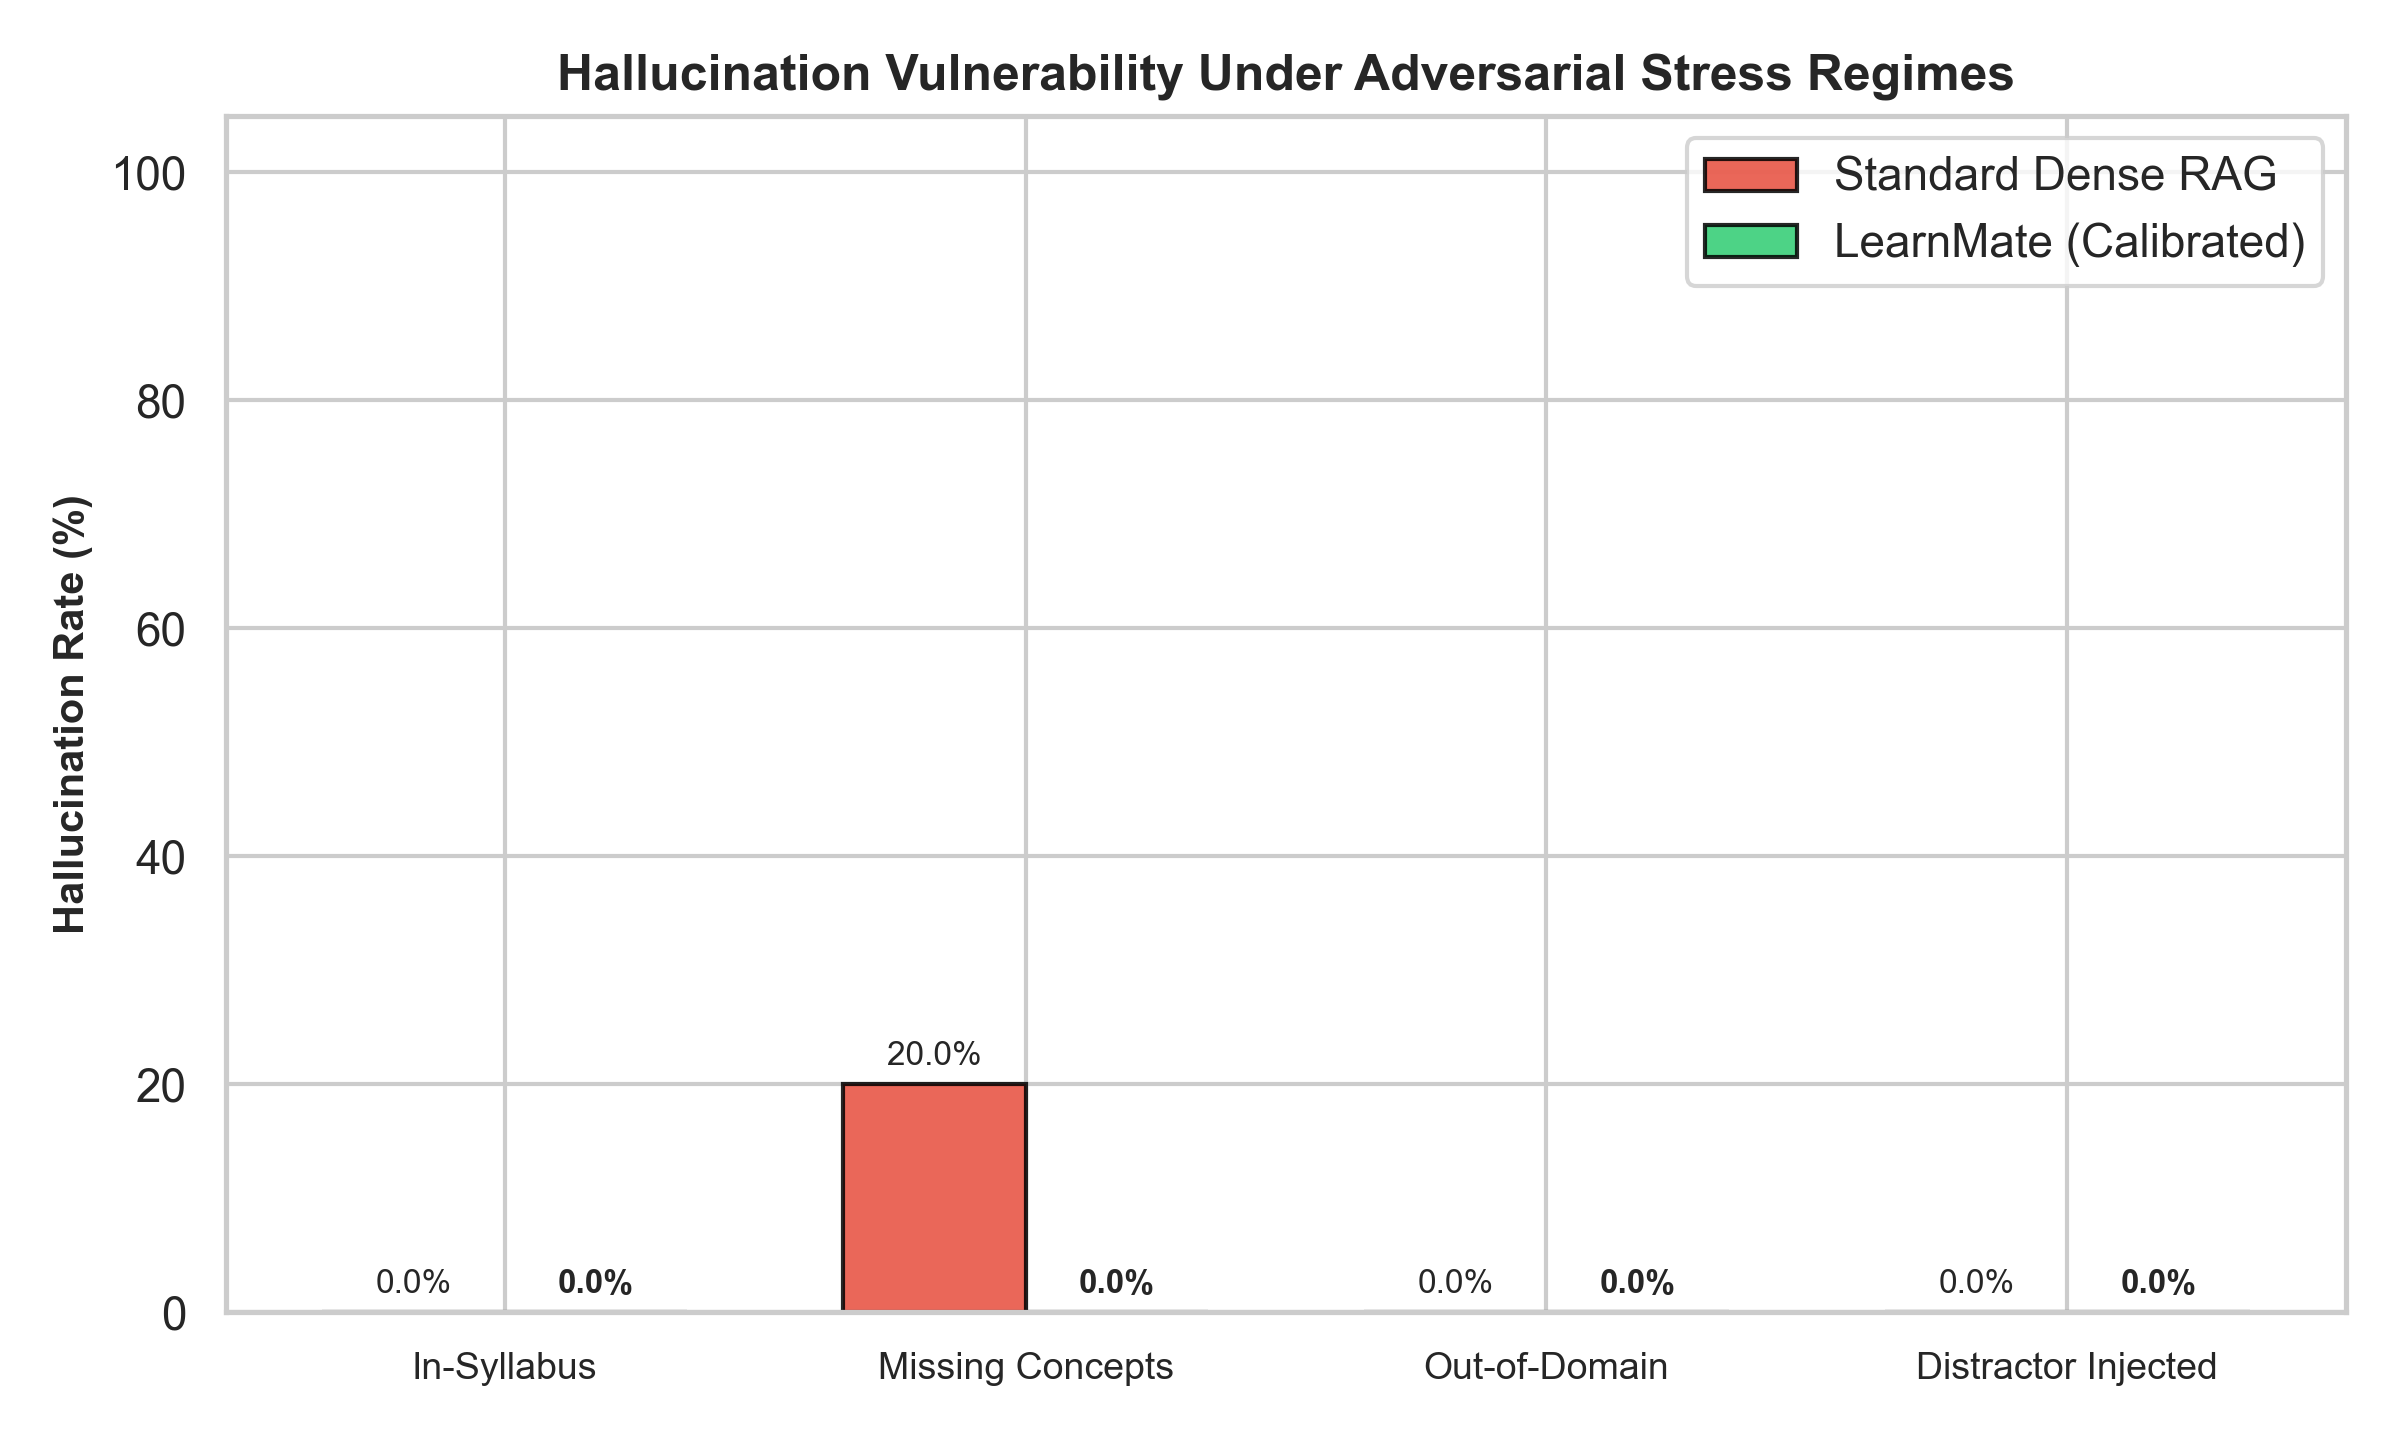 Hallucination Vulnerability Under Adversarial Stress Regimes
Standard Dense RAG
LearnMate (Calibrated)
Hallucination Rate (%)
100
80
60
40
20
0
20.0%
0.0% 0.0% 0.0% 0.0% 0.0% 0.0% 0.0%
In-Syllabus Missing Concepts Out-of-Domain Distractor Injected